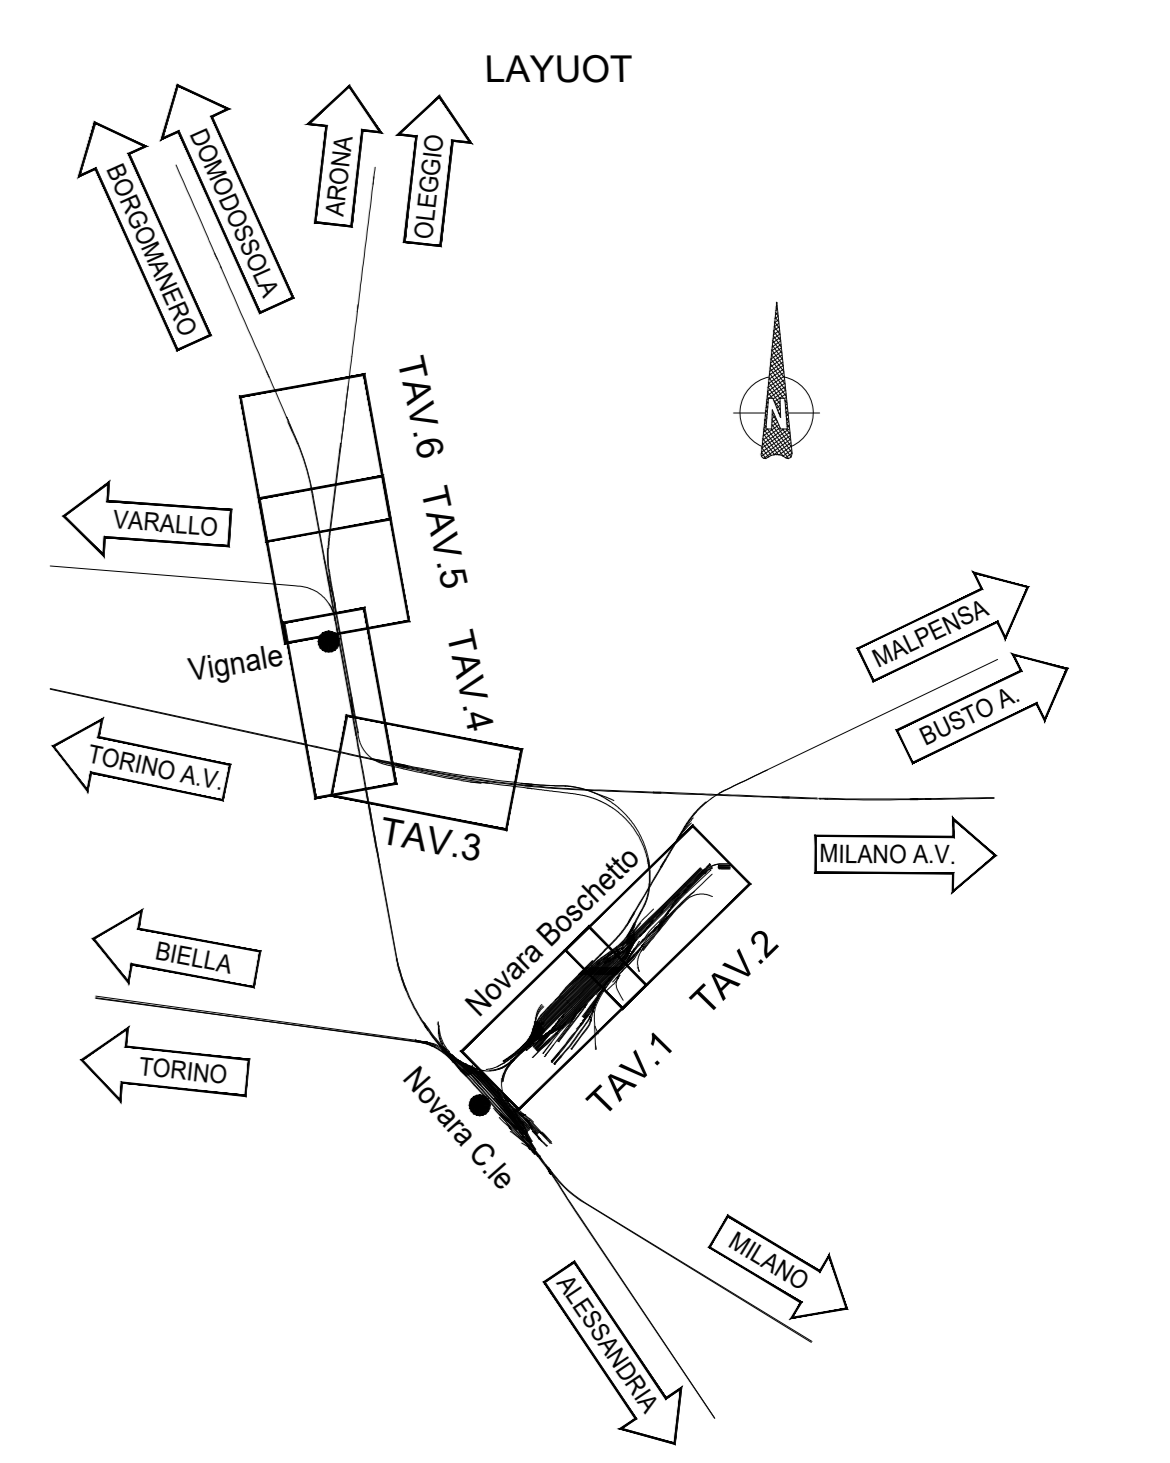 LAYUOT
BORGOMANERO
DOMODOSSOLA
ARONA
OLEGGIO
N
TAV.6
VARALLO
TAV.5
MALPENSA
Vignale
TAV.4
BUSTO A.
TORINO A.V.
TAV.3
MILANO A.V.
Novara Boschetto
BIELLA
TAV.2
TORINO
TAV.1
Novara C.le
MILANO
ALESSANDRIA